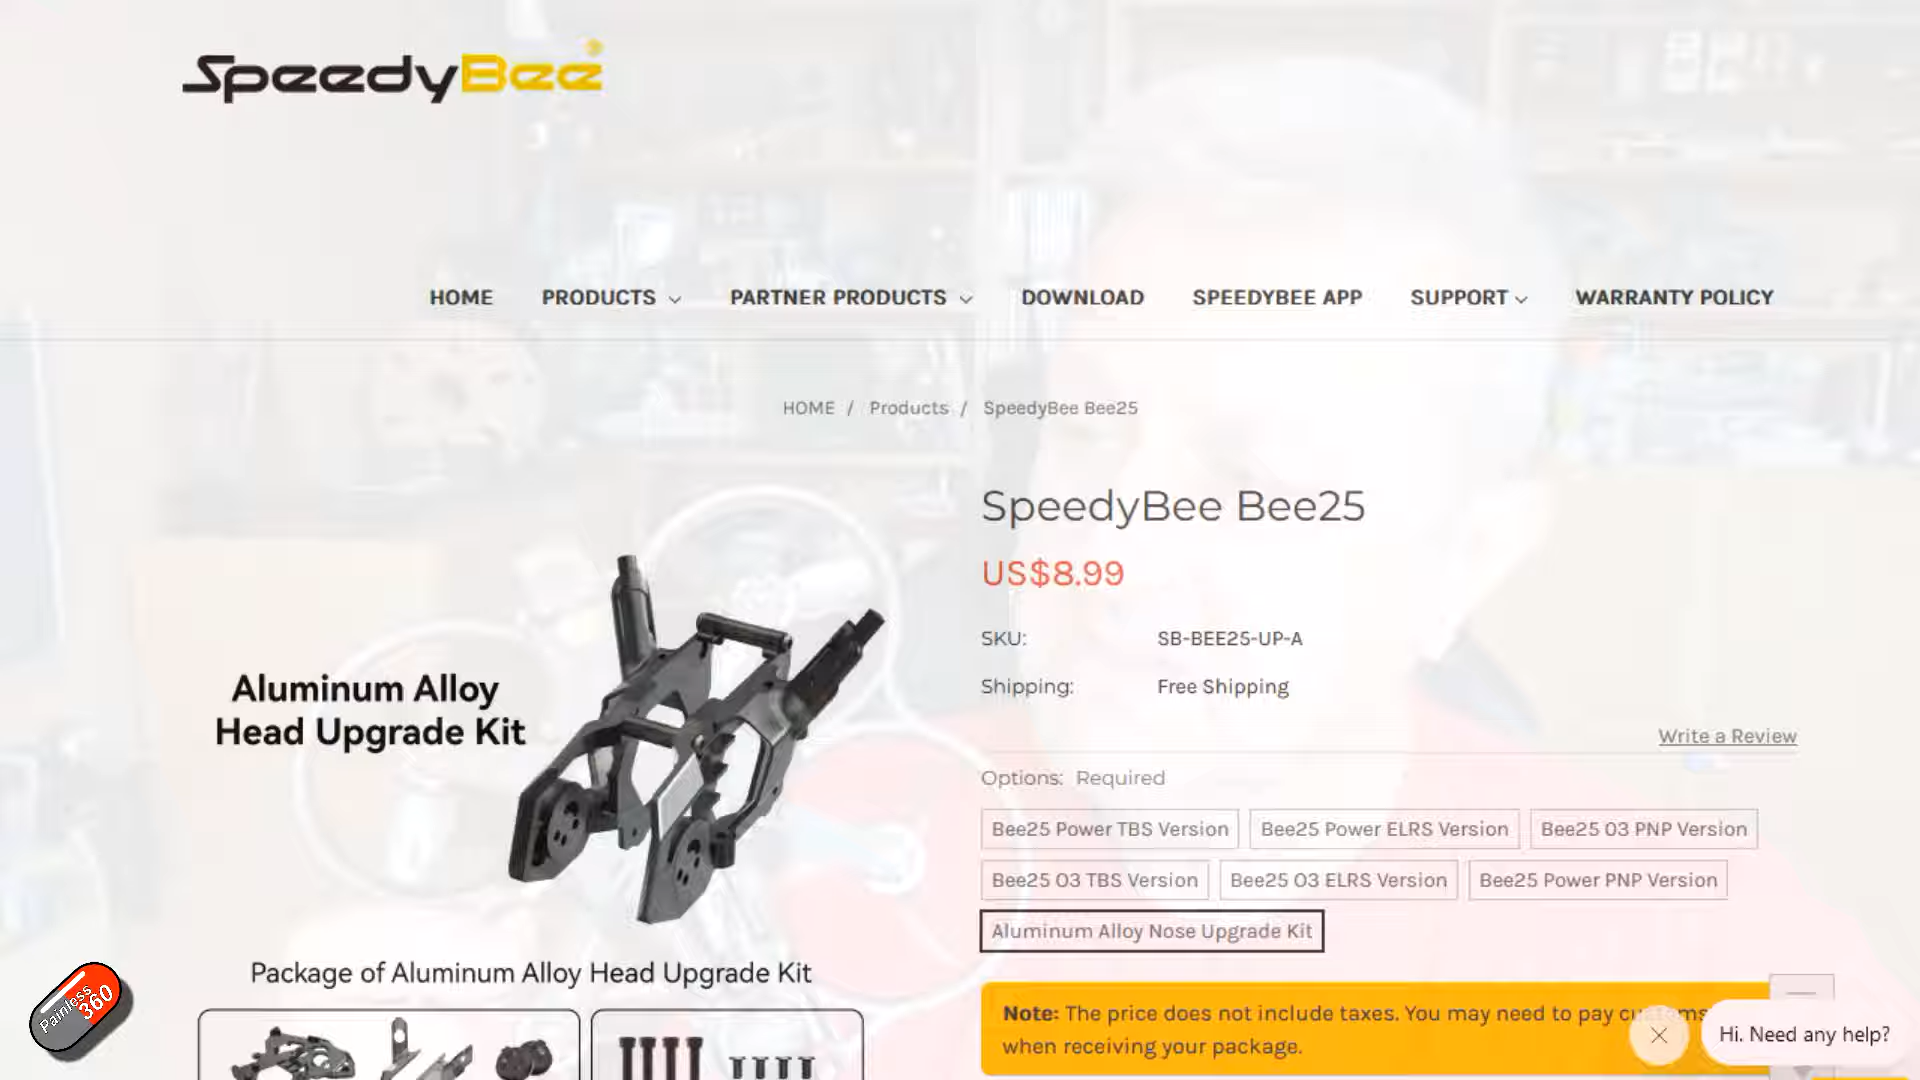 SpeedyBee
HOME PRODUCTS PARTNER PRODUCTS DOWNLOAD SPEEDYBEE APP SUPPORT WARRANTY POLICY
HOME / Products / SpeedyBee Bee25
SpeedyBee Bee25
US$8.99
SKU: SB-BEE25-UP-A
Shipping: Free Shipping
Write a Review
Options: Required
Bee25 Power TBS Version Bee25 Power ELRS Version Bee25 O3 PNP Version
Bee25 O3 TBS Version Bee25 O3 ELRS Version Bee25 Power PNP Version
Aluminum Alloy Nose Upgrade Kit
Note: The price does not include taxes. You may need to pay customs
when receiving your package.
Hi. Need any help?
Aluminum Alloy
Head Upgrade Kit
Package of Aluminum Alloy Head Upgrade Kit
Painless
360